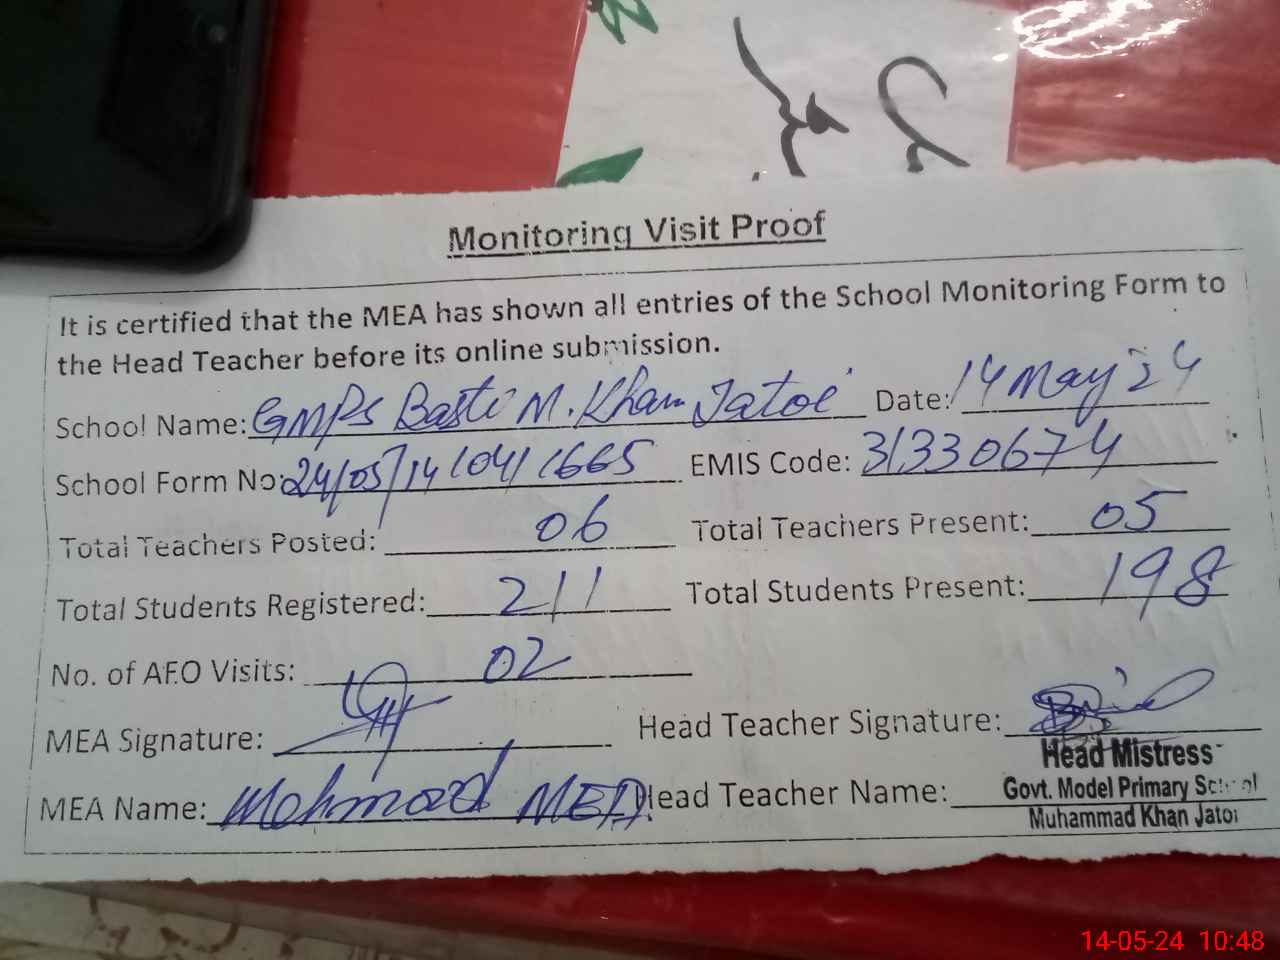 Monitoring Visit Proof
It is certified that the MEA has shown all entries of the School Monitoring Form to
the Head Teacher before its online submission.
School Name: GMPS Basti M. Khan Jatoi Date: 14 May 24
School Form No: 24/05/14/04/1665 EMIS Code: 31330674
Total Teachers Posted: 06 Total Teachers Present: 05
Total Students Registered: 211 Total Students Present: 198
No. of AEO Visits: 02
MEA Signature: Head Teacher Signature:
Head Mistress
MEA Name: Mehmood Head Teacher Name: Govt. Model Primary School
Muhammad Khan Jatoi
14-05-24 10:48